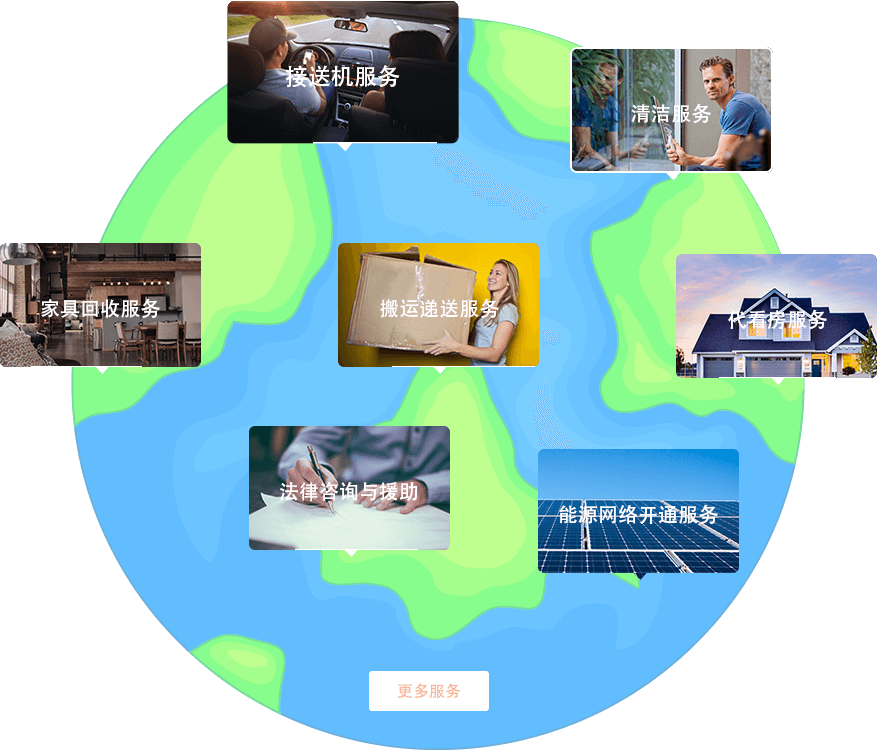 接送机服务
清洁服务
家具回收服务
搬运递送服务
代看房服务
法律咨询与援助
能源网络开通服务
更多服务